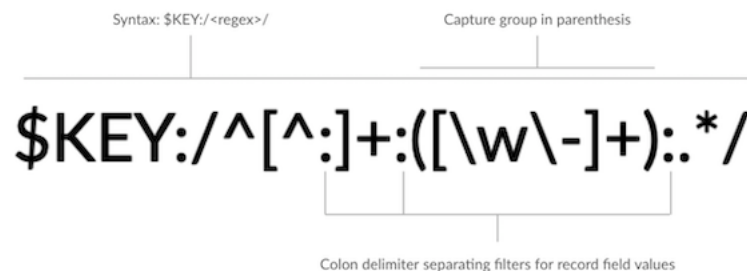 Syntax: $KEY:/<regex>/
Capture group in parenthesis
$KEY:/^[^:]+:([\w\-]+):.*/
Colon delimiter separating filters for record field values